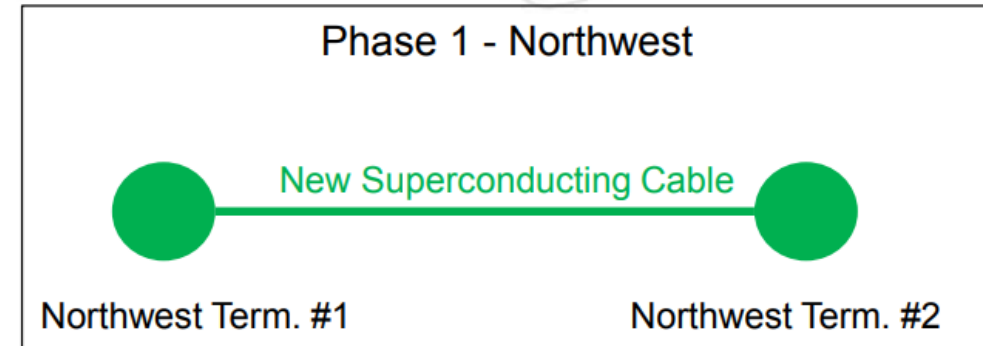 Phase 1 - Northwest
New Superconducting Cable
Northwest Term. #1
Northwest Term. #2